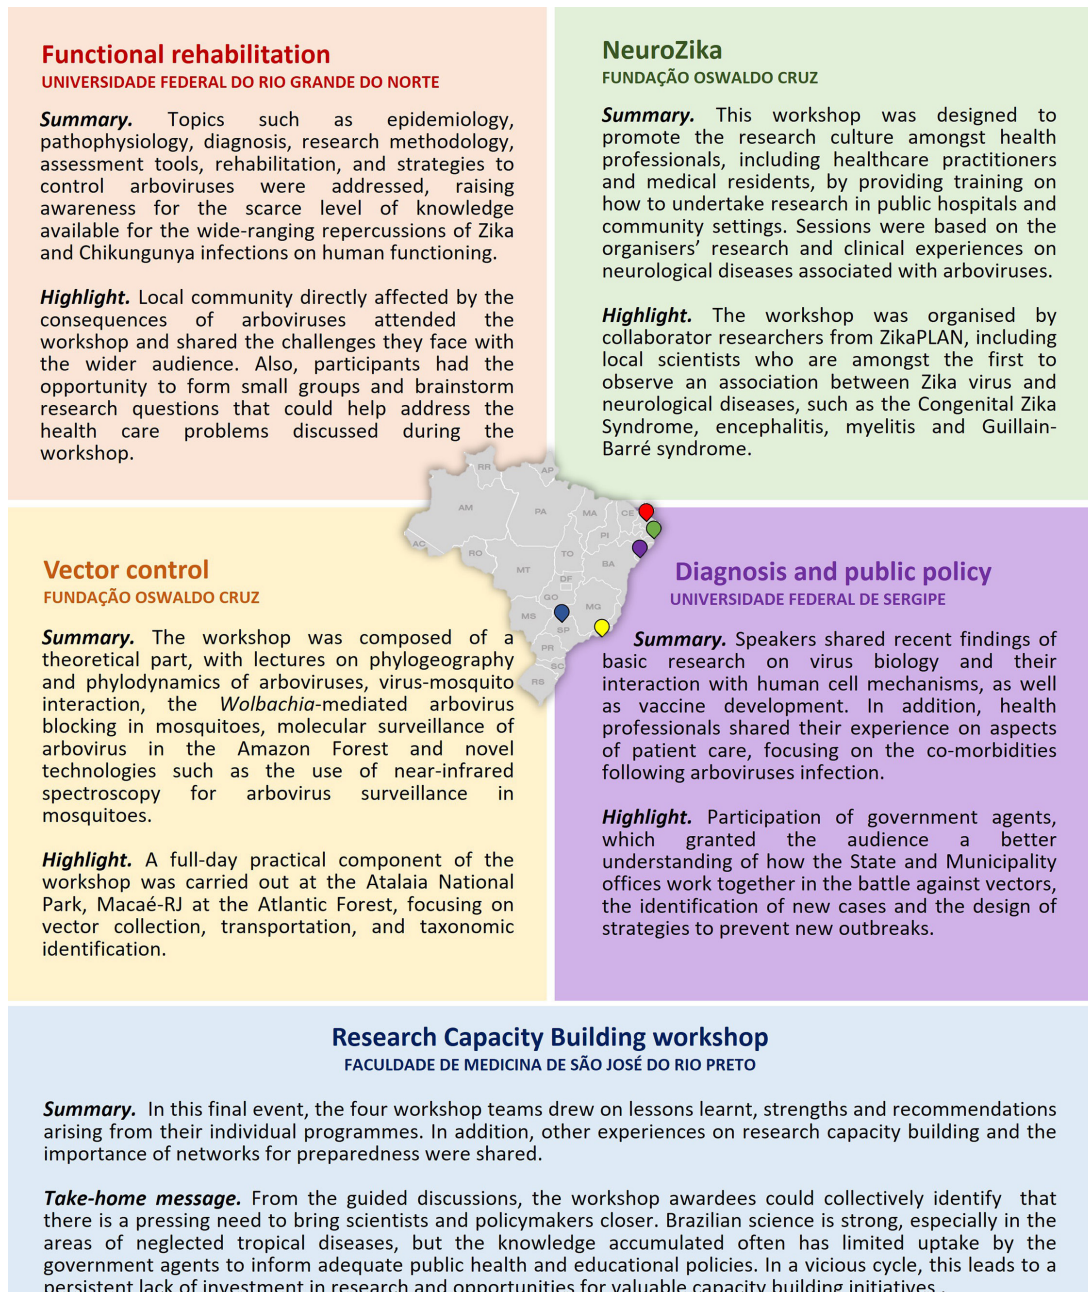 Functional rehabilitation
UNIVERSIDADE FEDERAL DO RIO GRANDE DO NORTE
Summary. Topics such as epidemiology,
pathophysiology, diagnosis, research methodology,
assessment tools, rehabilitation, and strategies to
control arboviruses were addressed, raising
awareness for the scarce level of knowledge
available for the wide-ranging repercussions of Zika
and Chikungunya infections on human functioning.
Highlight. Local community directly affected by the
consequences of arboviruses attended the
workshop and shared the challenges they face with
the wider audience. Also, participants had the
opportunity to form small groups and brainstorm
research questions that could help address the
health care problems discussed during the
workshop.
NeuroZika
FUNDAÇÃO OSWALDO CRUZ
Summary. This workshop was designed to
promote the research culture amongst health
professionals, including healthcare practitioners
and medical residents, by providing training on
how to undertake research in public hospitals and
community settings. Sessions were based on the
organisers’ research and clinical experiences on
neurological diseases associated with arboviruses.
Highlight. The workshop was organised by
collaborator researchers from ZikaPLAN, including
local scientists who are amongst the first to
observe an association between Zika virus and
neurological diseases, such as the Congenital Zika
Syndrome, encephalitis, myelitis and Guillain-
Barré syndrome.
RR
AP
AM
PA
MA
CE
PI
AC
RO
TO
BA
MT
DF
GO
MS
MG
SP
PR
SC
RS
Vector control
FUNDAÇÃO OSWALDO CRUZ
Summary. The workshop was composed of a
theoretical part, with lectures on phylogeography
and phylodynamics of arboviruses, virus-mosquito
interaction, the Wolbachia-mediated arbovirus
blocking in mosquitoes, molecular surveillance of
arbovirus in the Amazon Forest and novel
technologies such as the use of near-infrared
spectroscopy for arbovirus surveillance in
mosquitoes.
Highlight. A full-day practical component of the
workshop was carried out at the Atalaia National
Park, Macaé-RJ at the Atlantic Forest, focusing on
vector collection, transportation, and taxonomic
identification.
Diagnosis and public policy
UNIVERSIDADE FEDERAL DE SERGIPE
Summary. Speakers shared recent findings of
basic research on virus biology and their
interaction with human cell mechanisms, as well
as vaccine development. In addition, health
professionals shared their experience on aspects
of patient care, focusing on the co-morbidities
following arboviruses infection.
Highlight. Participation of government agents,
which granted the audience a better
understanding of how the State and Municipality
offices work together in the battle against vectors,
the identification of new cases and the design of
strategies to prevent new outbreaks.
Research Capacity Building workshop
FACULDADE DE MEDICINA DE SÃO JOSÉ DO RIO PRETO
Summary. In this final event, the four workshop teams drew on lessons learnt, strengths and recommendations
arising from their individual programmes. In addition, other experiences on research capacity building and the
importance of networks for preparedness were shared.
Take-home message. From the guided discussions, the workshop awardees could collectively identify that
there is a pressing need to bring scientists and policymakers closer. Brazilian science is strong, especially in the
areas of neglected tropical diseases, but the knowledge accumulated often has limited uptake by the
government agents to inform adequate public health and educational policies. In a vicious cycle, this leads to a
persistent lack of investment in research and opportunities for valuable capacity building initiatives .